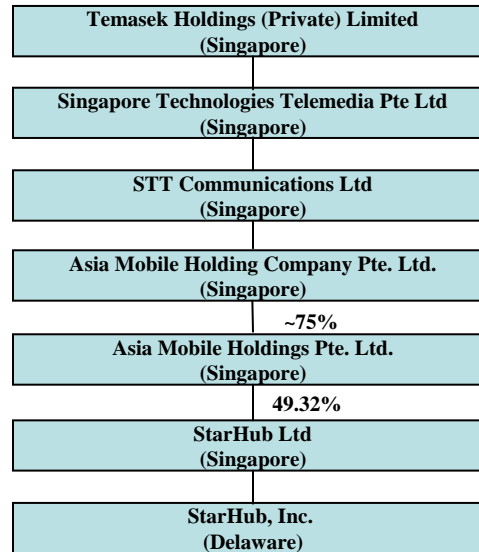 Temasek Holdings (Private) Limited
(Singapore)
Singapore Technologies Telemedia Pte Ltd
(Singapore)
STT Communications Ltd
(Singapore)
Asia Mobile Holding Company Pte. Ltd.
(Singapore)
~75%
Asia Mobile Holdings Pte. Ltd.
(Singapore)
49.32%
StarHub Ltd
(Singapore)
StarHub, Inc.
(Delaware)